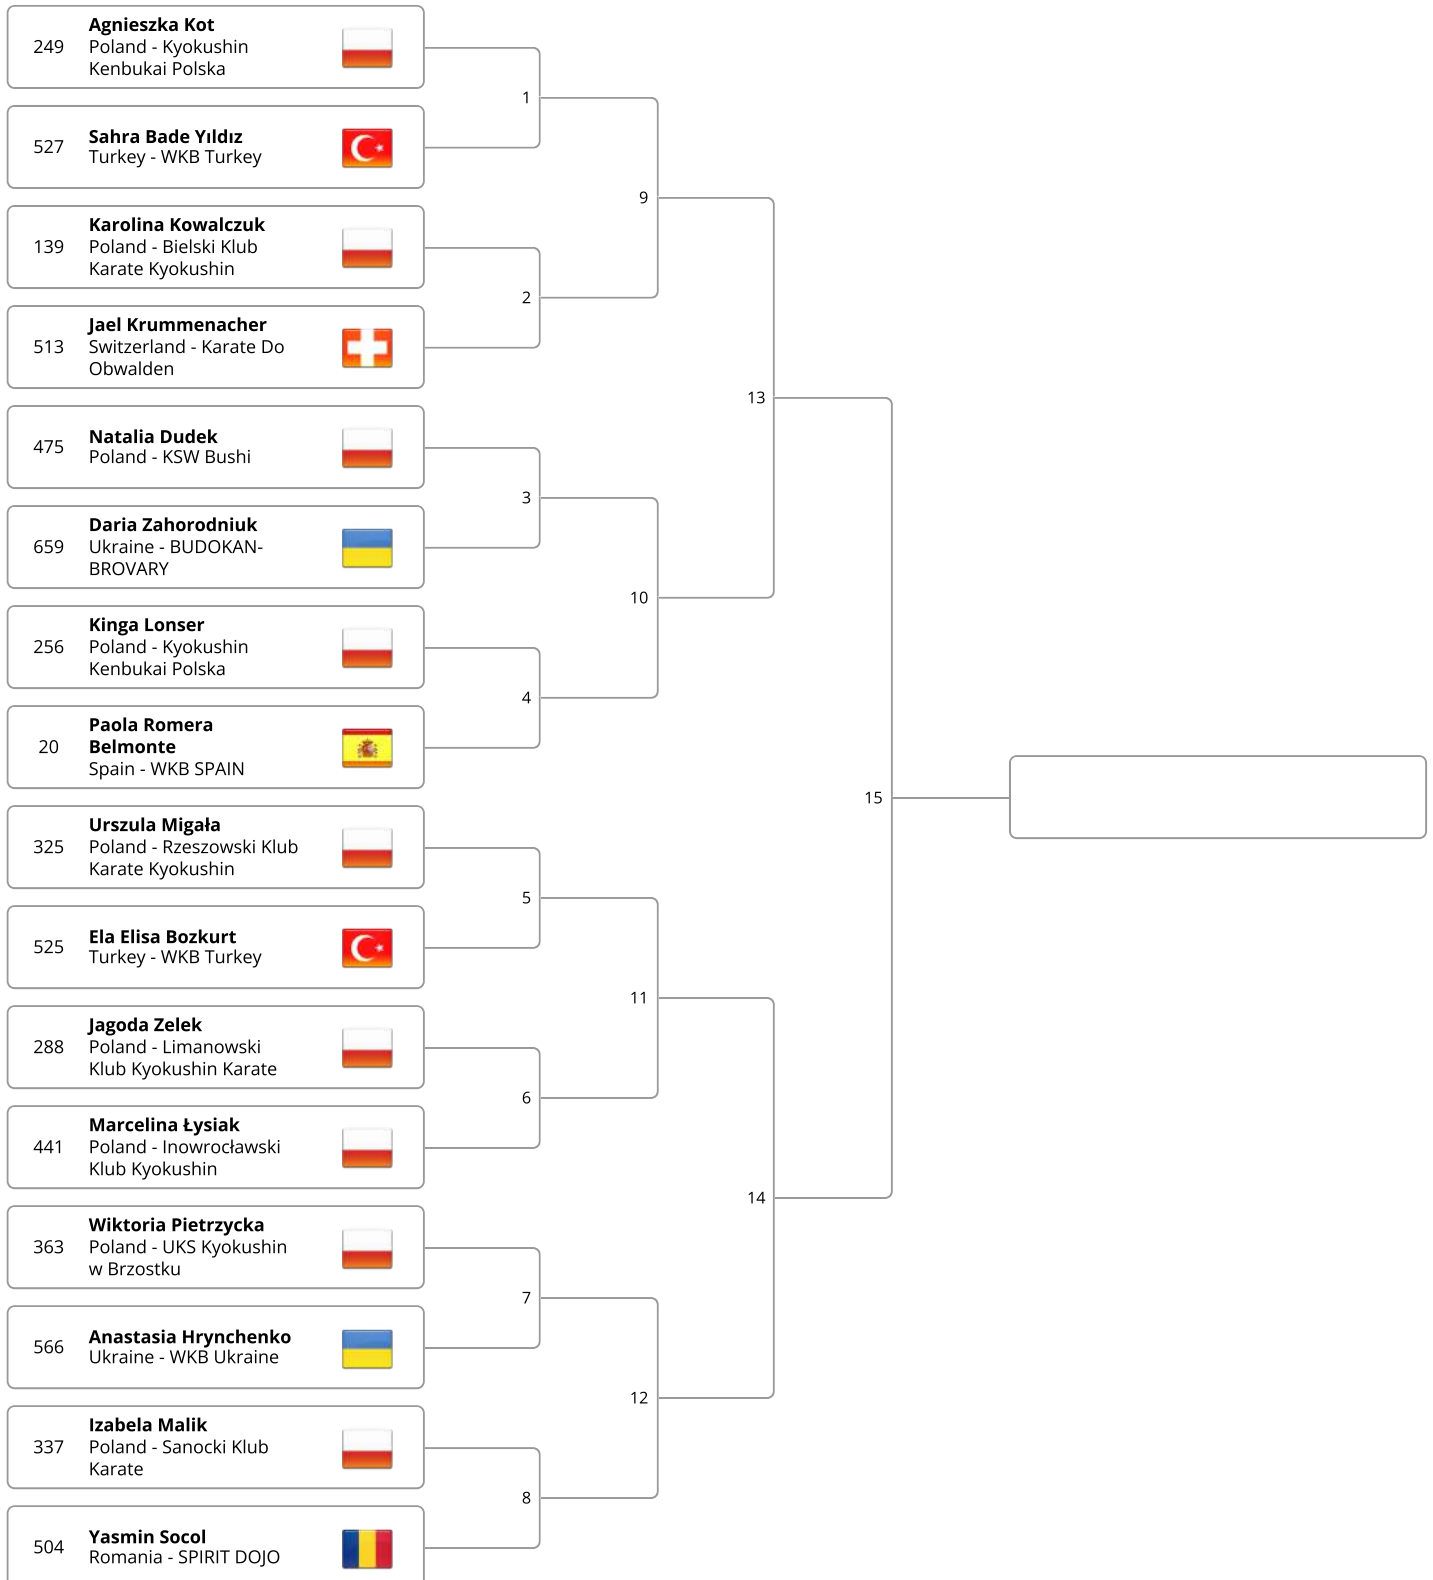 249
Agnieszka Kot
Poland - Kyokushin
Kenbukai Polska
527
Sahra Bade Yıldız
Turkey - WKB Turkey
1
139
Karolina Kowalczuk
Poland - Bielski Klub
Karate Kyokushin
513
Jael Krummenacher
Switzerland - Karate Do
Obwalden
2
9
475
Natalia Dudek
Poland - KSW Bushi
659
Daria Zahorodniuk
Ukraine - BUDOKAN-
BROVARY
3
256
Kinga Lonser
Poland - Kyokushin
Kenbukai Polska
20
Paola Romera
Belmonte
Spain - WKB SPAIN
4
10
13
325
Urszula Migała
Poland - Rzeszowski Klub
Karate Kyokushin
525
Ela Elisa Bozkurt
Turkey - WKB Turkey
5
288
Jagoda Zelek
Poland - Limanowski
Klub Kyokushin Karate
441
Marcelina Łysiak
Poland - Inowrocławski
Klub Kyokushin
6
11
363
Wiktoria Pietrzycka
Poland - UKS Kyokushin
w Brzostku
566
Anastasia Hrynchenko
Ukraine - WKB Ukraine
7
337
Izabela Malik
Poland - Sanocki Klub
Karate
504
Yasmin Socol
Romania - SPIRIT DOJO
8
12
14
15